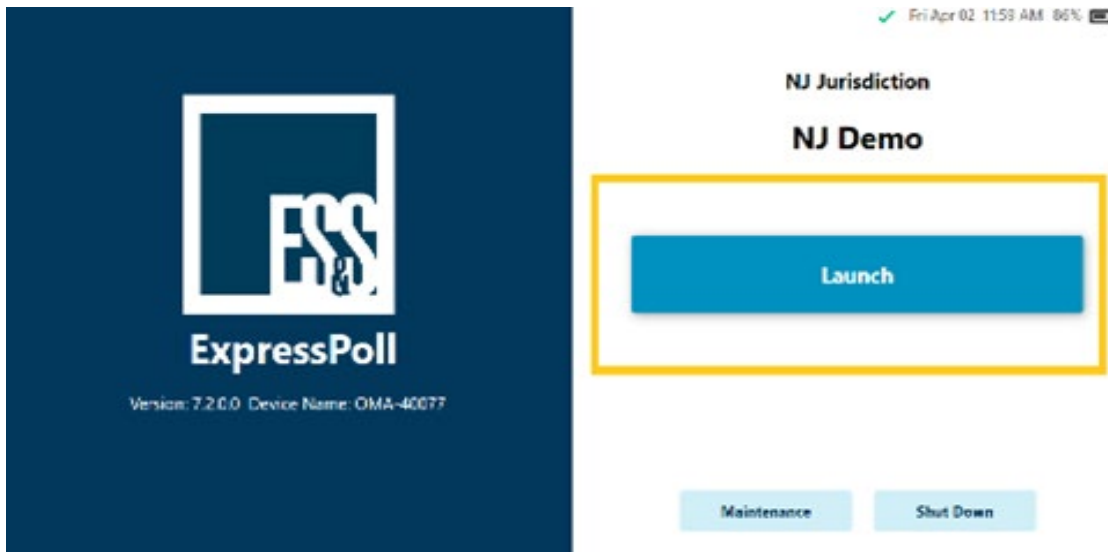 Fri Apr 02 11:59 AM 86%
ES&S
ExpressPoll
Version: 7.2.0.0 Device Name: OMA-40077
NJ Jurisdiction
NJ Demo
Launch
Maintenance
Shut Down